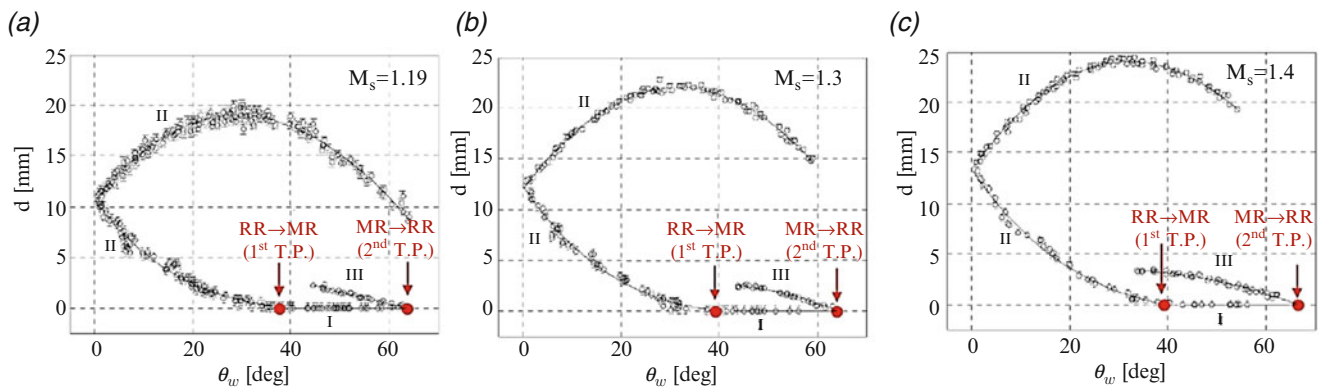 (a)
M_s=1.19
d [mm]
25
20
15
10
5
0
II
II
RR→MR
(1st T.P.)
MR→RR
(2nd T.P.)
III
I
0
20
40
60
θ_w [deg]
(b)
M_s=1.3
d [mm]
25
20
15
10
5
0
II
II
RR→MR
(1st T.P.)
MR→RR
(2nd T.P.)
III
I
0
20
40
60
θ_w [deg]
(c)
M_s=1.4
d [mm]
25
20
15
10
5
0
II
II
RR→MR
(1st T.P.)
MR→RR
(2nd T.P.)
III
I
0
20
40
60
θ_w [deg]